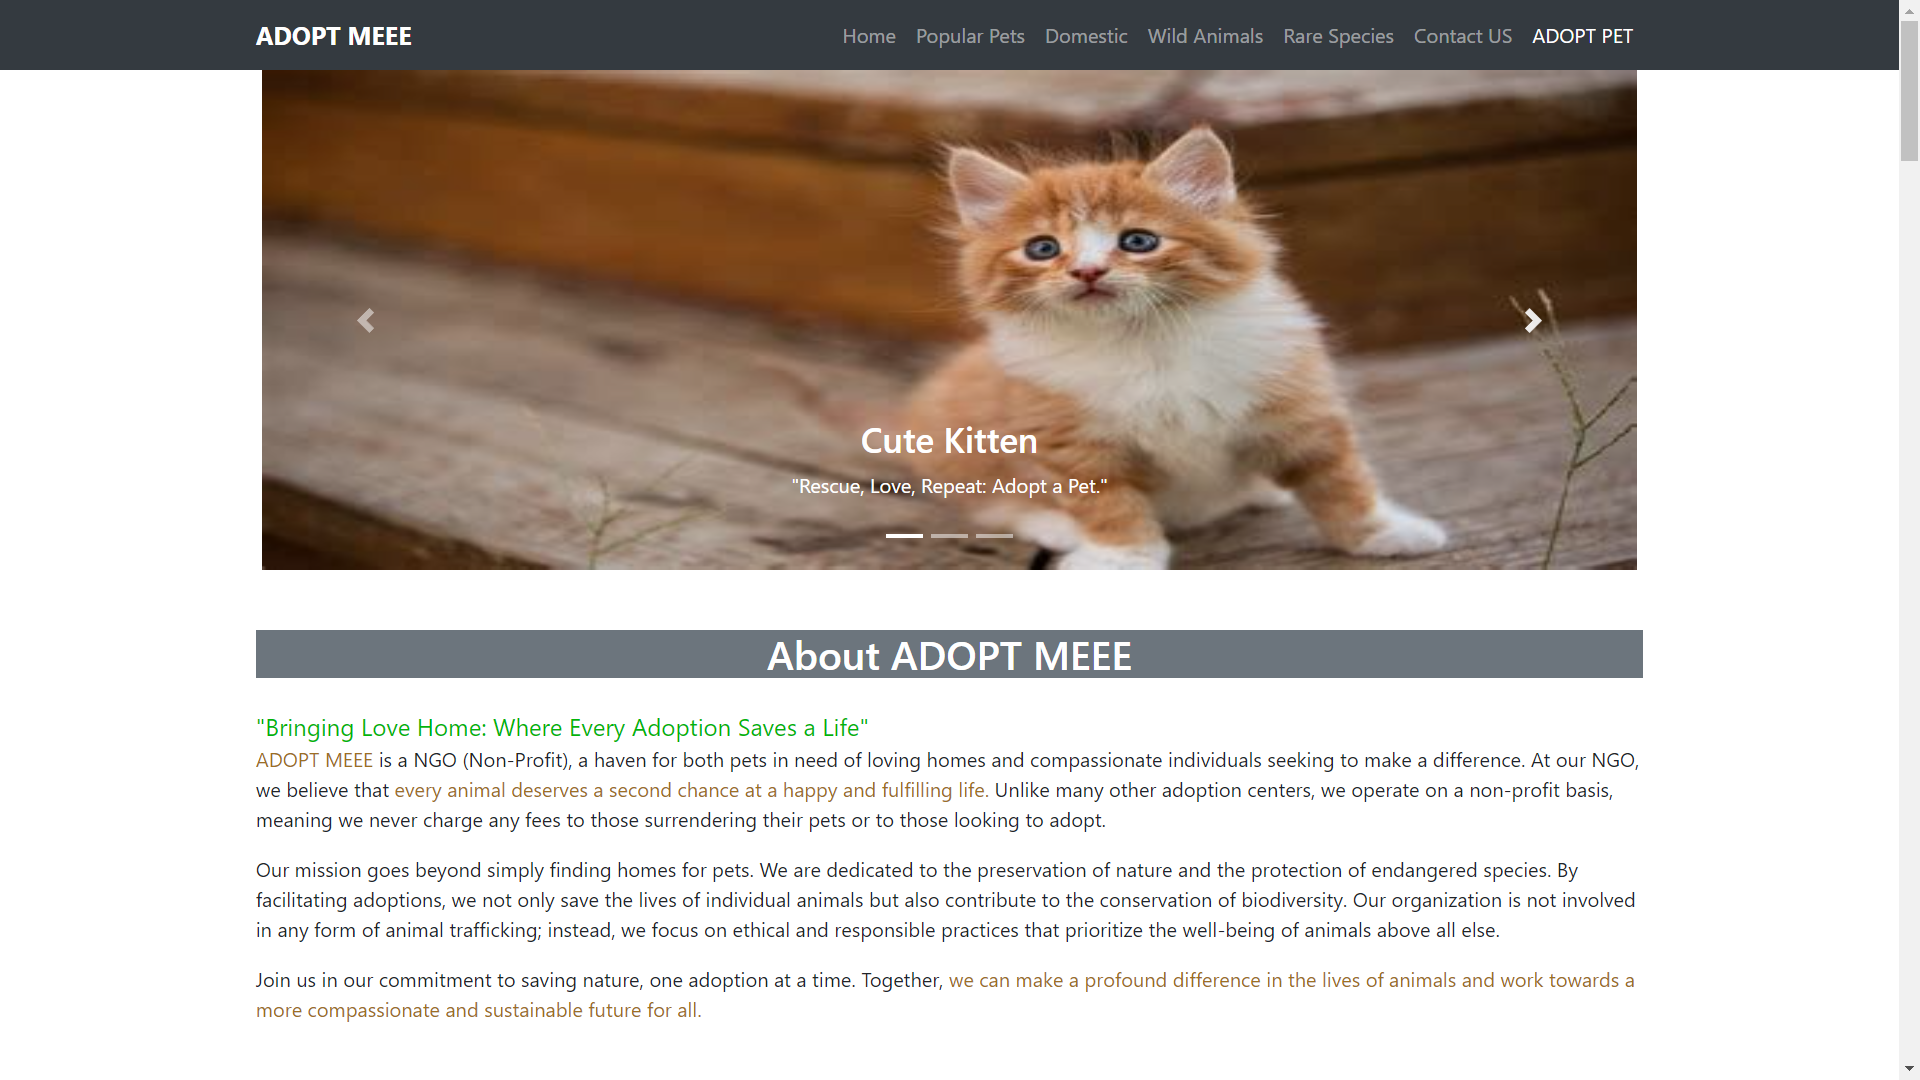 ADOPT MEEE
Home Popular Pets Domestic Wild Animals Rare Species Contact US ADOPT PET
Cute Kitten
"Rescue, Love, Repeat: Adopt a Pet."
About ADOPT MEEE
"Bringing Love Home: Where Every Adoption Saves a Life"
ADOPT MEEE is a NGO (Non-Profit), a haven for both pets in need of loving homes and compassionate individuals seeking to make a difference. At our NGO,
we believe that every animal deserves a second chance at a happy and fulfilling life. Unlike many other adoption centers, we operate on a non-profit basis,
meaning we never charge any fees to those surrendering their pets or to those looking to adopt.
Our mission goes beyond simply finding homes for pets. We are dedicated to the preservation of nature and the protection of endangered species. By
facilitating adoptions, we not only save the lives of individual animals but also contribute to the conservation of biodiversity. Our organization is not involved
in any form of animal trafficking; instead, we focus on ethical and responsible practices that prioritize the well-being of animals above all else.
Join us in our commitment to saving nature, one adoption at a time. Together, we can make a profound difference in the lives of animals and work towards a
more compassionate and sustainable future for all.